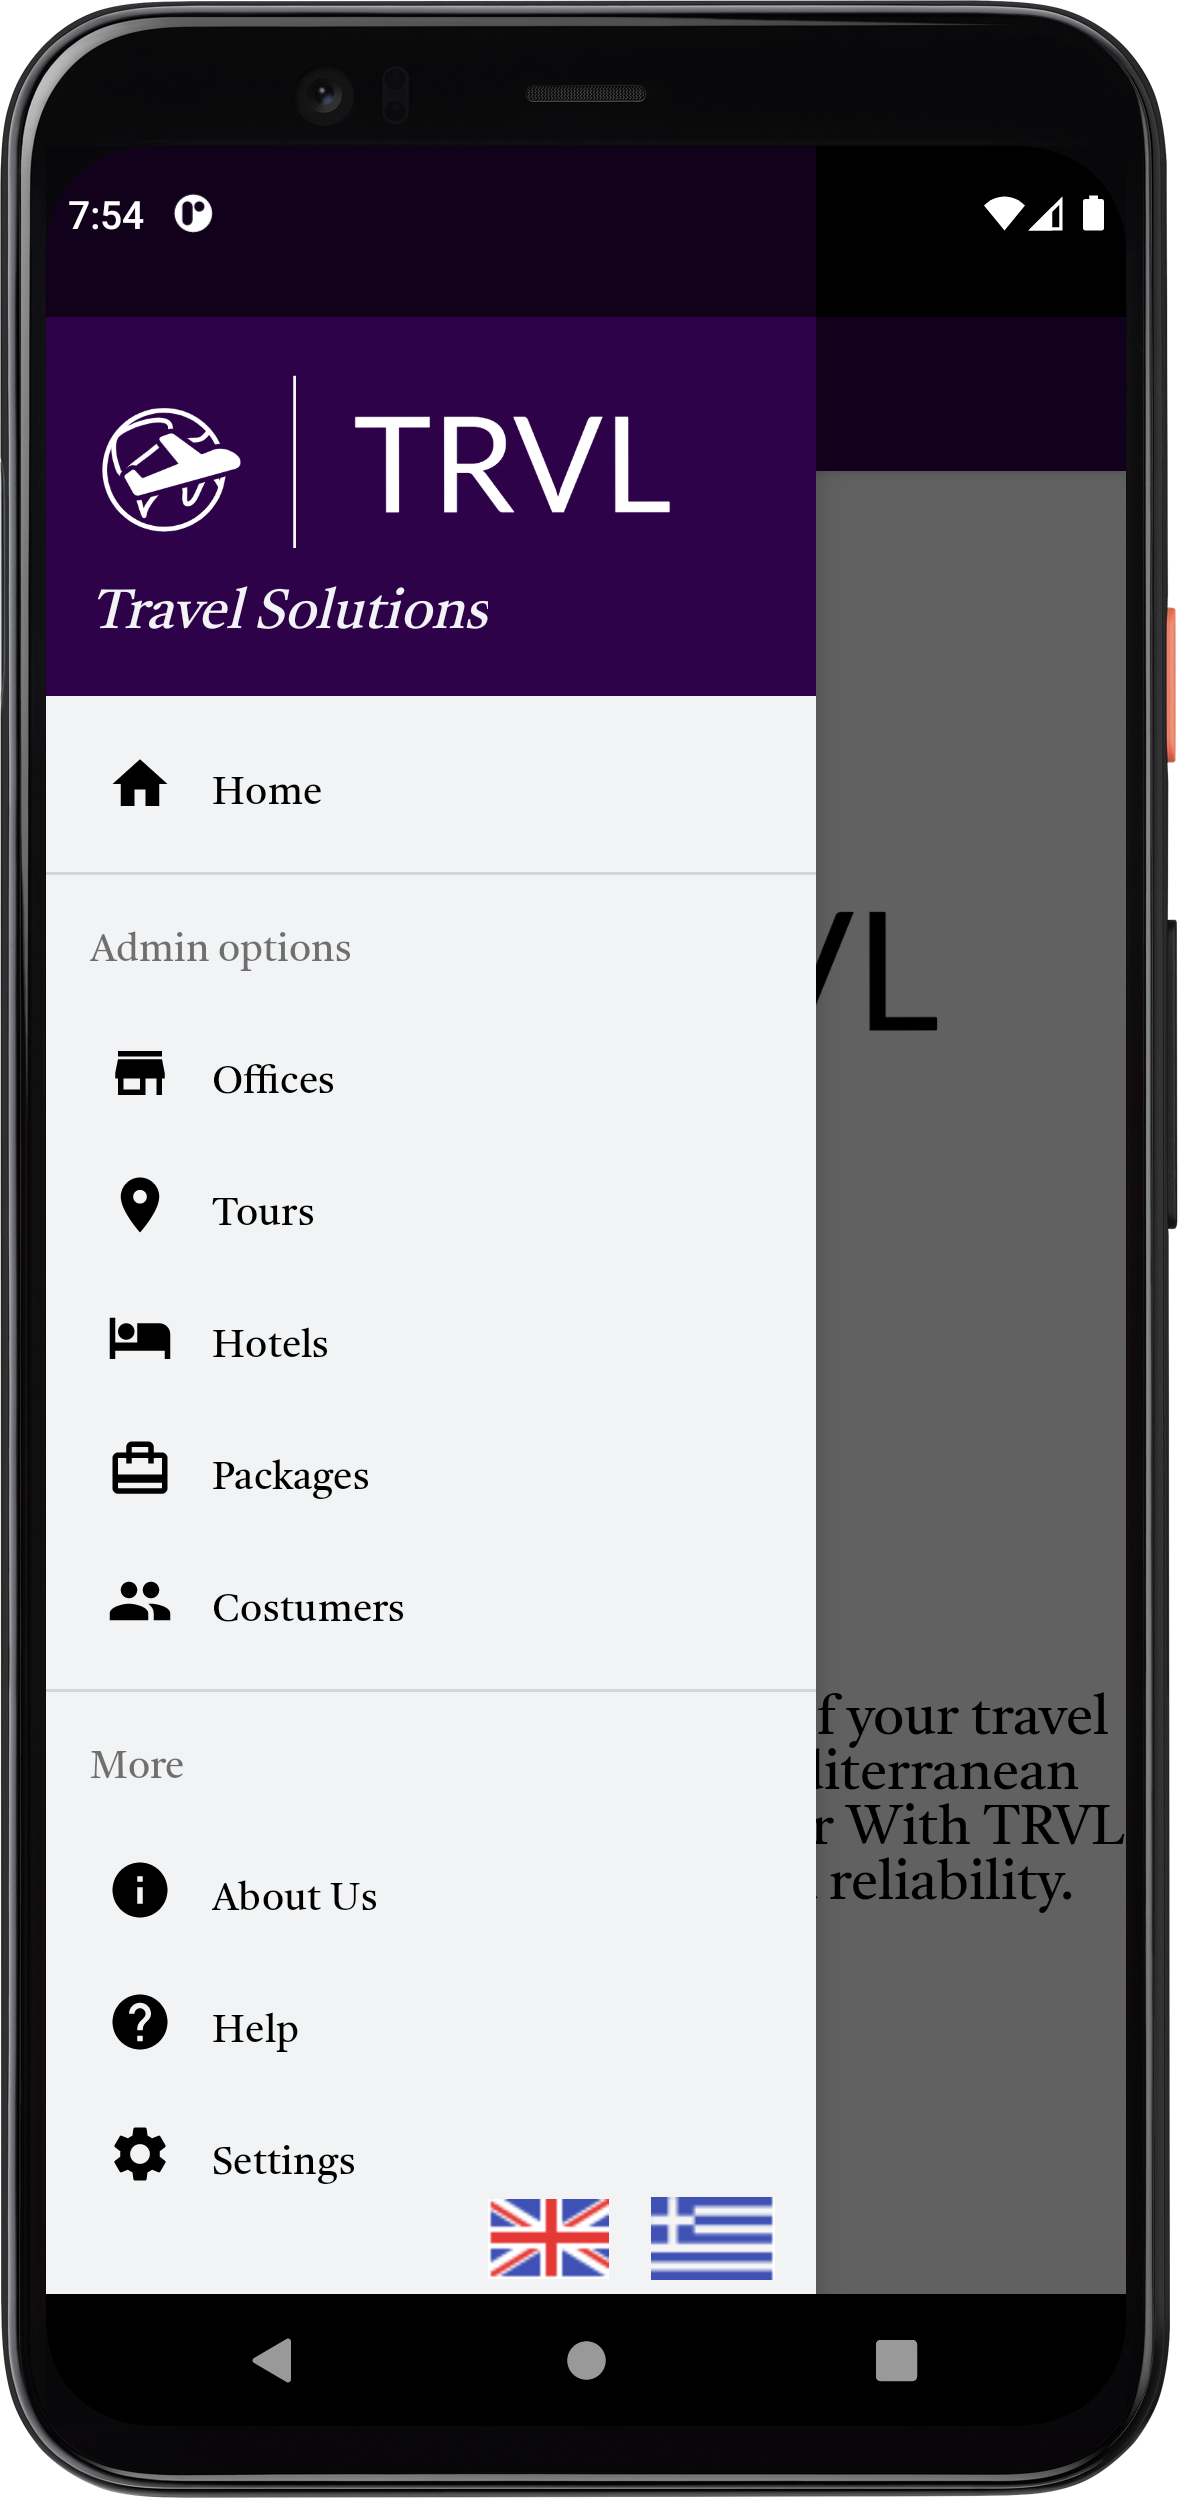 7:54
TRVL
Travel Solutions
Home
Admin options
Offices
Tours
Hotels
Packages
Costumers
More
About Us
Help
Settings
VL
f your travel
literranean
r With TRVL
reliability.